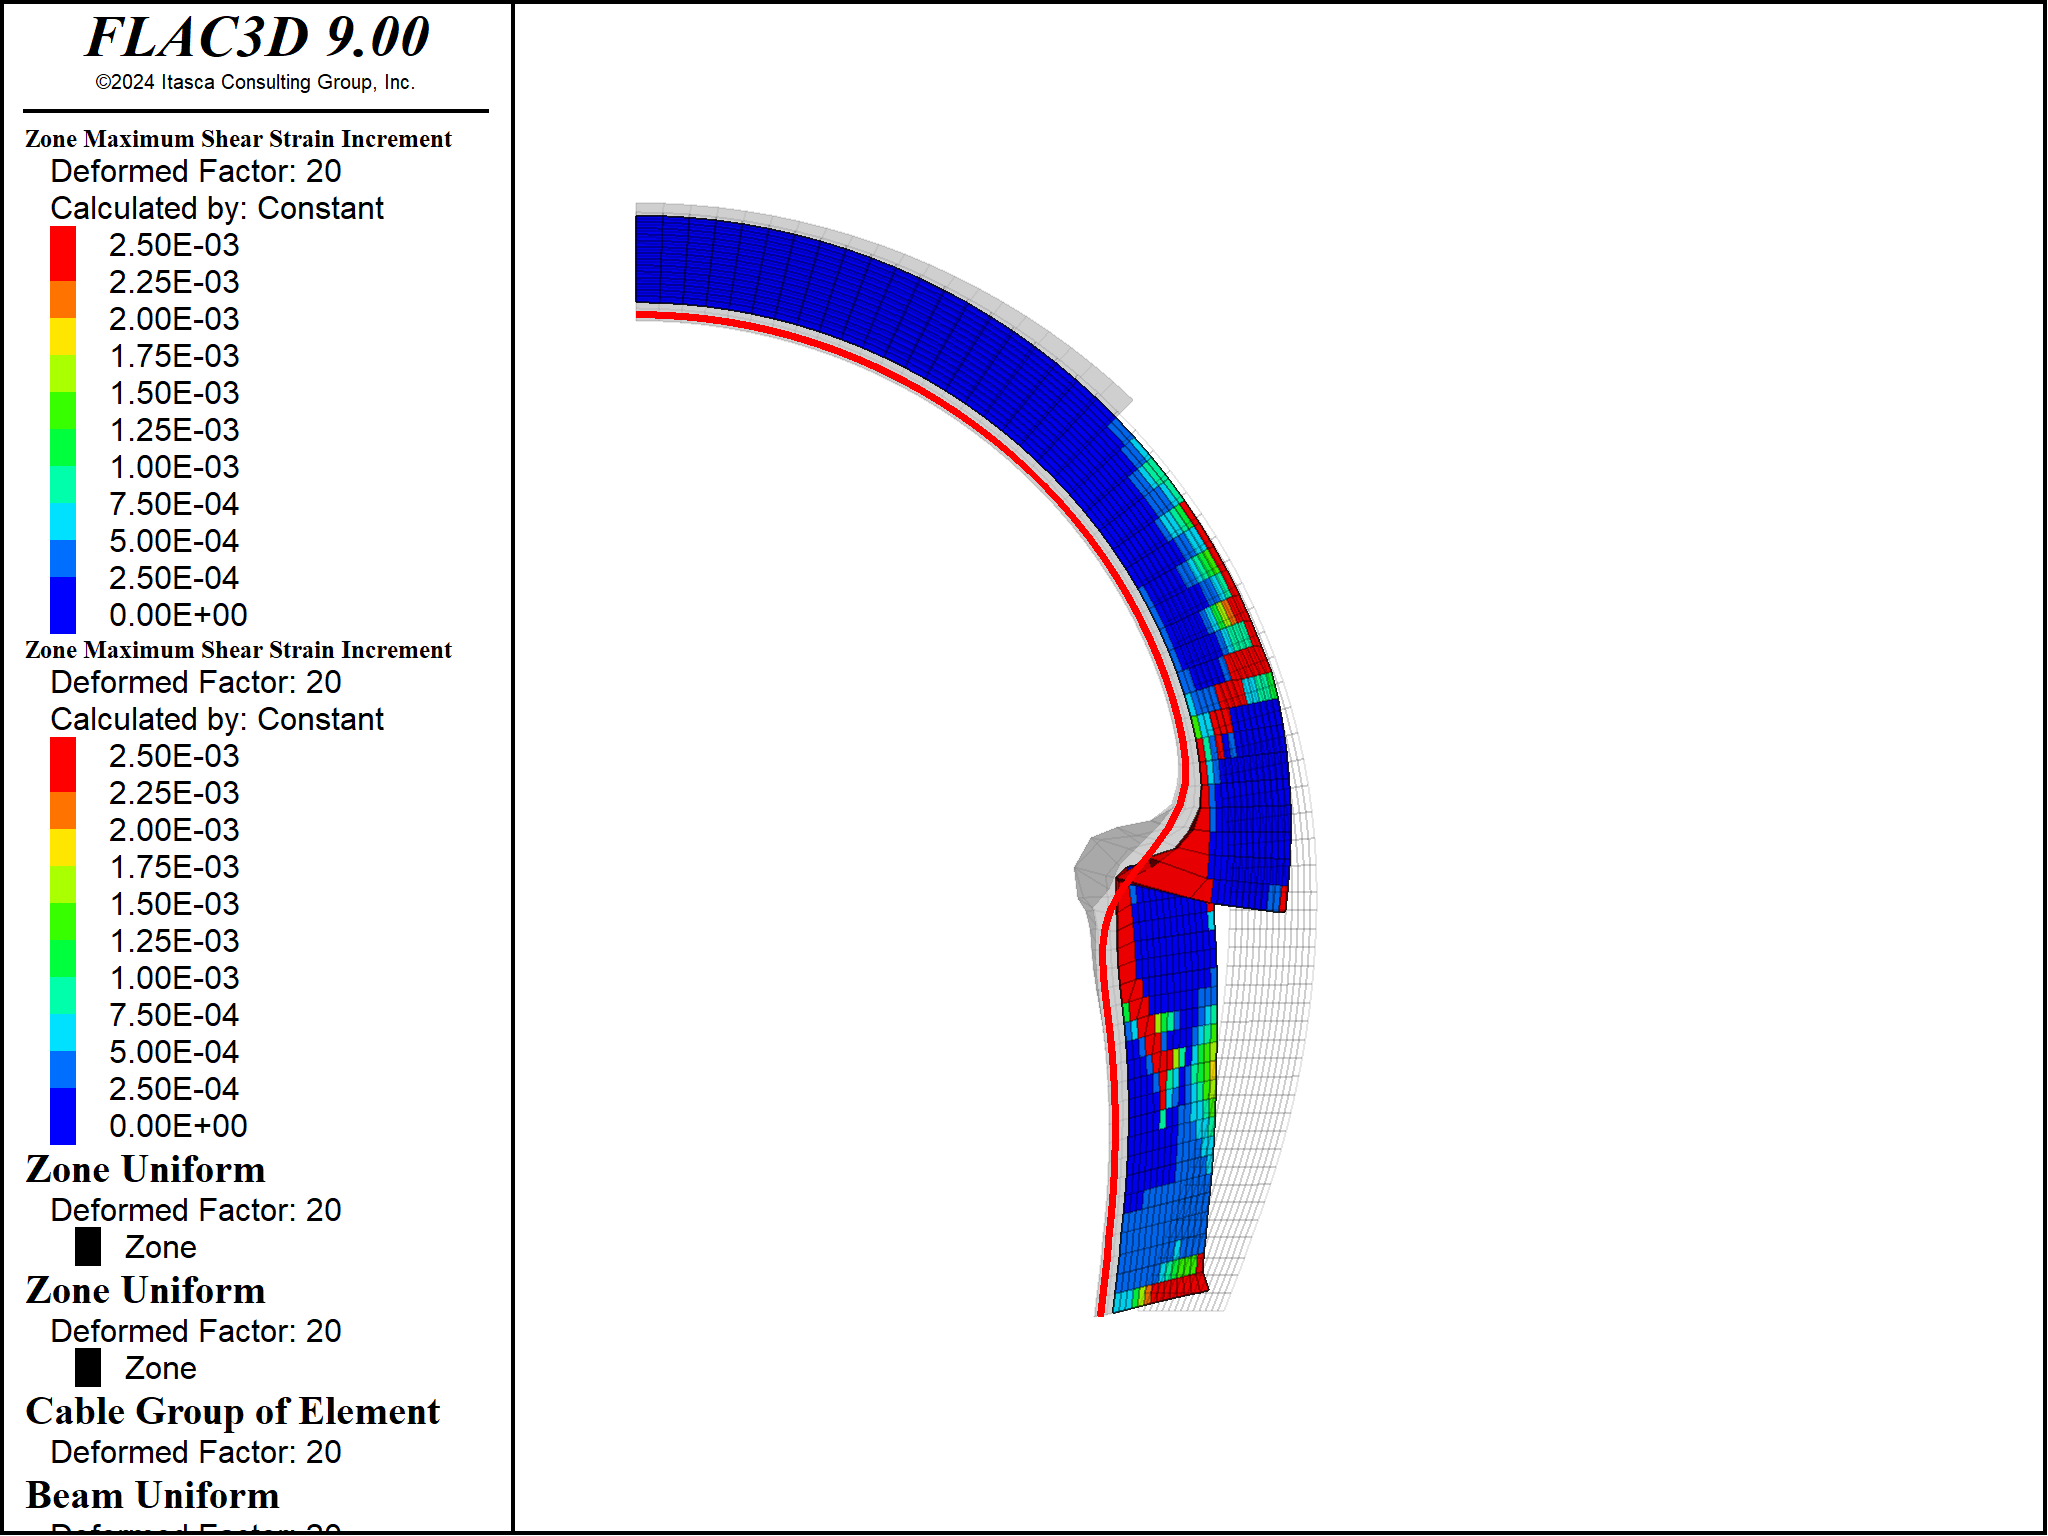 FLAC3D 9.00
©2024 Itasca Consulting Group, Inc.
Zone Maximum Shear Strain Increment
Deformed Factor: 20
Calculated by: Constant
2.50E-03
2.25E-03
2.00E-03
1.75E-03
1.50E-03
1.25E-03
1.00E-03
7.50E-04
5.00E-04
2.50E-04
0.00E+00
Zone Maximum Shear Strain Increment
Deformed Factor: 20
Calculated by: Constant
2.50E-03
2.25E-03
2.00E-03
1.75E-03
1.50E-03
1.25E-03
1.00E-03
7.50E-04
5.00E-04
2.50E-04
0.00E+00
Zone Uniform
Deformed Factor: 20
Zone
Zone Uniform
Deformed Factor: 20
Zone
Cable Group of Element
Deformed Factor: 20
Beam Uniform